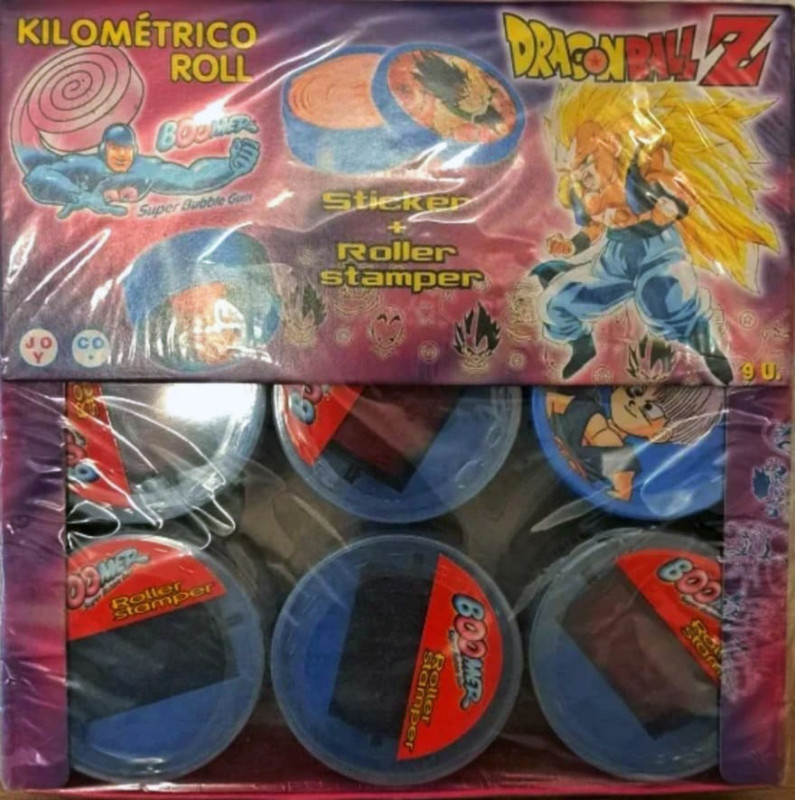 KILOMÉTRICO
ROLL
DRAGON BALL Z
BOOMER
Super Bubble Gum
Sticker
+
Roller
stamper
JOY CO.
9 U.
BOOMER
Roller
stamper
BOOMER
Roller
stamper
BOO